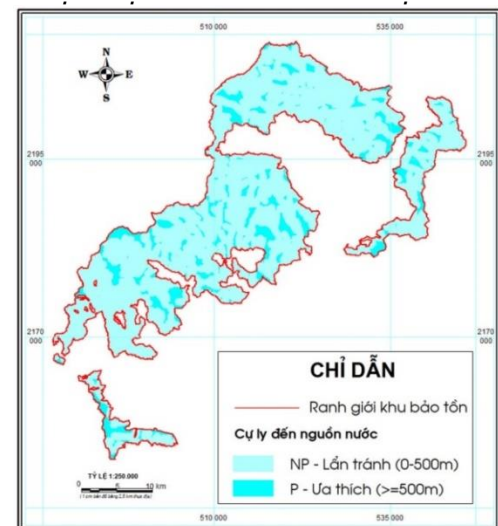 510 000
535 000
N
W
E
S
2195
000
2195
000
2170
000
2170
000
CHỈ DẪN
Ranh giới khu bảo tồn
Cự ly đến nguồn nước
NP - Lẩn tránh (0-500m)
P - Ưa thích (>=500m)
TỶ LỆ 1:250.000
0
5
10 km
510 000
535 000